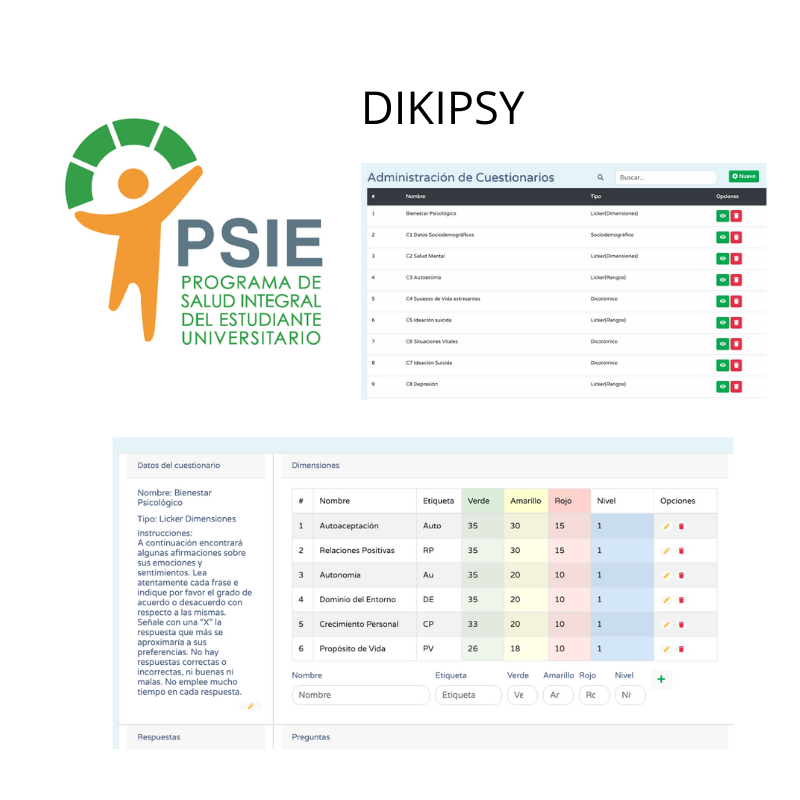 DIKIPSY
PSIE
PROGRAMA DE
SALUD INTEGRAL
DEL ESTUDIANTE
UNIVERSITARIO
Administración de Cuestionarios Buscar... Nuevo
# Nombre Tipo Opciones
1 Bienestar Psicologico Licker(Dimensiones)
2 C1 Datos Sociodemográficos Sociodemografico
3 C2 Salud Mental Licker(Dimensiones)
4 C3 Autoestima Licker(Rangos)
5 C4 Sucesos de Vida estresantes Dicotómico
6 C5 Ideación suicida Licker(Rangos)
7 C6 Situaciones Vitales Dicotómico
8 C7 Ideación Suicida Dicotómico
9 C8 Depresión Licker(Rangos)
Datos del cuestionario
Nombre: Bienestar
Psicológico
Tipo: Licker Dimensiones
Instrucciones:
A continuación encontrará
algunas afirmaciones sobre
sus emociones y
sentimientos. Lea
atentamente cada frase e
indique por favor el grado de
acuerdo o desacuerdo con
respecto a las mismas.
Señale con una "X" la
respuesta que más se
aproximaría a sus
preferencias. No hay
respuestas correctas o
incorrectas, ni buenas ni
malas. No emplee mucho
tiempo en cada respuesta.
Respuestas
Dimensiones
# Nombre Etiqueta Verde Amarillo Rojo Nivel Opciones
1 Autoaceptación Auto 35 30 15 1
2 Relaciones Positivas RP 35 30 15 1
3 Autonomía Au 35 20 10 1
4 Dominio del Entorno DE 35 20 10 1
5 Crecimiento Personal CP 33 20 10 1
6 Propósito de Vida PV 26 18 10 1
Nombre Etiqueta Verde Amarillo Rojo Nivel
Nombre Etiqueta Ve Ar Rc Ni
Preguntas